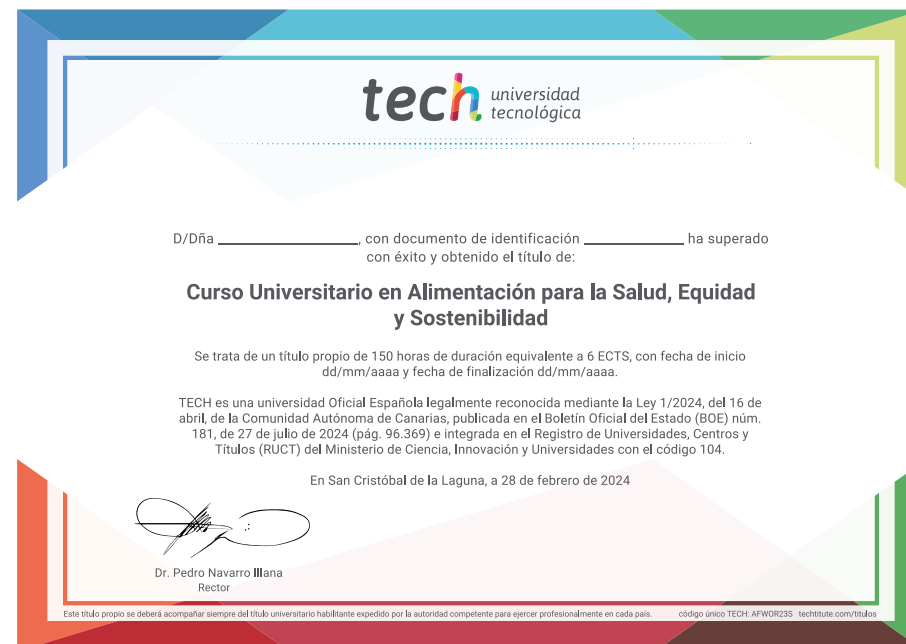 tech universidad
tecnológica
D/Dña ______________, con documento de identificación __________ ha superado
con éxito y obtenido el título de:
Curso Universitario en Alimentación para la Salud, Equidad
y Sostenibilidad
Se trata de un título propio de 150 horas de duración equivalente a 6 ECTS, con fecha de inicio
dd/mm/aaaa y fecha de finalización dd/mm/aaaa.
TECH es una universidad Oficial Española legalmente reconocida mediante la Ley 1/2024, del 16 de
abril, de la Comunidad Autónoma de Canarias, publicada en el Boletín Oficial del Estado (BOE) núm.
181, de 27 de julio de 2024 (pág. 96.369) e integrada en el Registro de Universidades, Centros y
Títulos (RUCT) del Ministerio de Ciencia, Innovación y Universidades con el código 104.
En San Cristóbal de la Laguna, a 28 de febrero de 2024
Dr. Pedro Navarro Illana
Rector
Este título propio se deberá acompañar siempre del título universitario habilitante expedido por la autoridad competente para ejercer profesionalmente en cada país. código único TECH: AFWOR23S techtitute.com/titulos